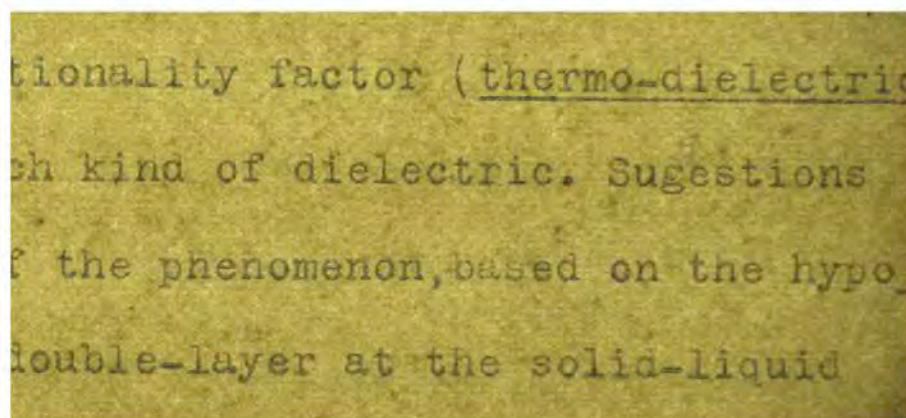 tionality factor (thermo-dielectric
ch kind of dielectric. Sugestions
f the phenomenon,based on the hypo
double-layer at the solid-liquid